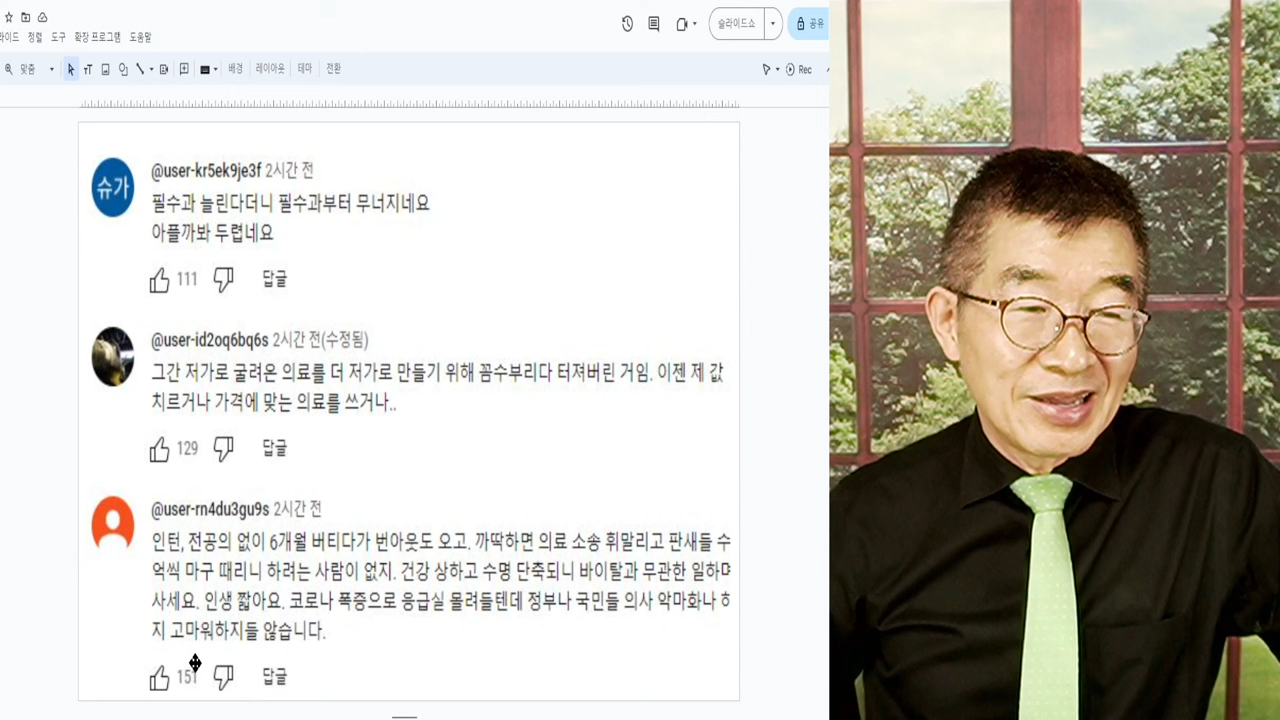 라이드 정렬 도구 확장 프로그램 도움말
슬라이드쇼
공유
맞춤
배경 레이아웃 테마 전환
Rec
슈가
@user-kr5ek9je3f 2시간 전
필수과 늘린다더니 필수과부터 무너지네요
아플까봐 두렵네요
111 답글
@user-id2oq6bq6s 2시간 전(수정됨)
그간 저가로 굴려온 의료를 더 저가로 만들기 위해 꼼수부리다 터져버린 거임. 이젠 제 값
치르거나 가격에 맞는 의료를 쓰거나..
129 답글
@user-rn4du3gu9s 2시간 전
인턴, 전공의 없이 6개월 버티다가 번아웃도 오고. 까딱하면 의료 소송 휘말리고 판새들 수
억씩 마구 때리니 하려는 사람이 없지. 건강 상하고 수명 단축되니 바이탈과 무관한 일하며
사세요. 인생 짧아요. 코로나 폭증으로 응급실 몰려들텐데 정부나 국민들 의사 악마화나 하
지 고마워하지들 않습니다.
151 답글